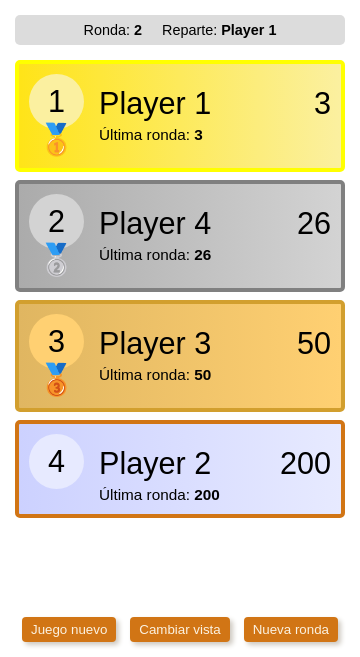 Ronda: 2 Reparte: Player 1
1 Player 1 3
1
Última ronda: 3
2 Player 4 26
2
Última ronda: 26
3 Player 3 50
3
Última ronda: 50
4 Player 2 200
Última ronda: 200
Juego nuevo Cambiar vista Nueva ronda